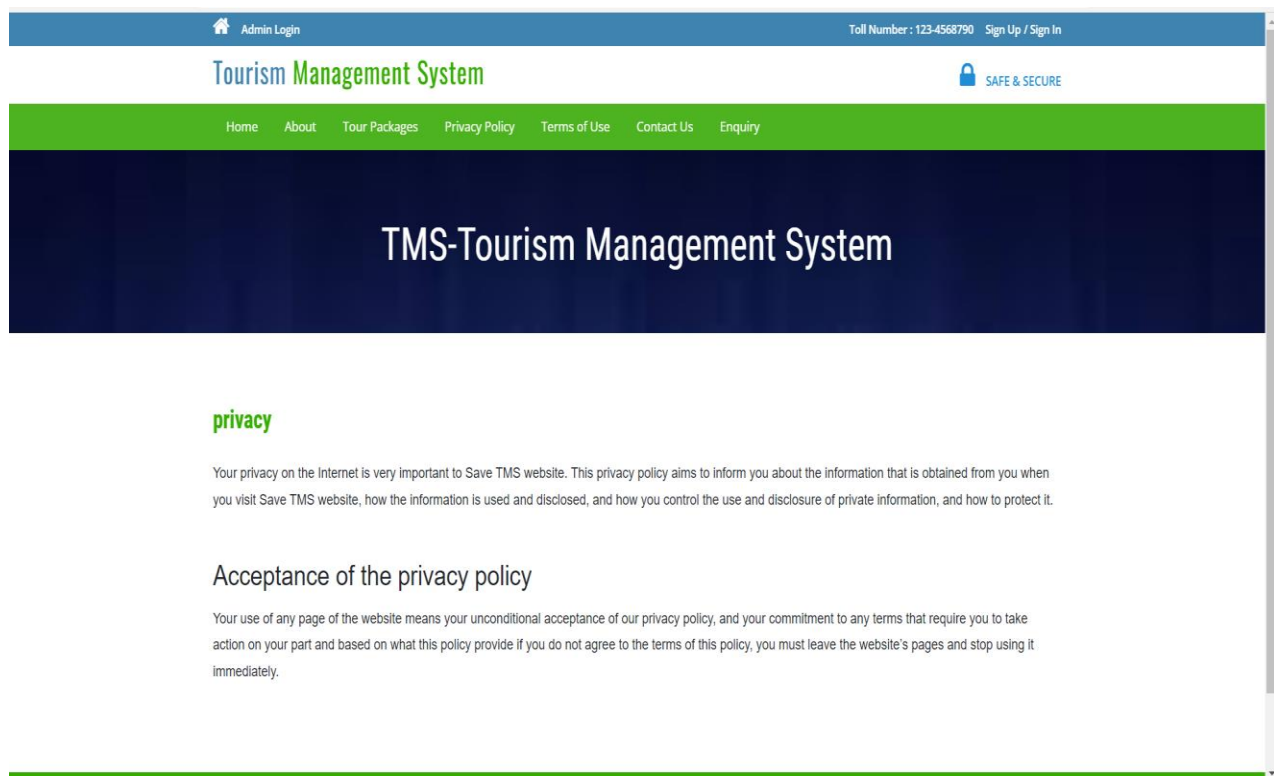 Admin Login
Toll Number : 123-4568790 Sign Up / Sign In
Tourism Management System
SAFE & SECURE
Home About Tour Packages Privacy Policy Terms of Use Contact Us Enquiry
TMS-Tourism Management System
privacy
Your privacy on the Internet is very important to Save TMS website. This privacy policy aims to inform you about the information that is obtained from you when
you visit Save TMS website, how the information is used and disclosed, and how you control the use and disclosure of private information, and how to protect it.
Acceptance of the privacy policy
Your use of any page of the website means your unconditional acceptance of our privacy policy, and your commitment to any terms that require you to take
action on your part and based on what this policy provide if you do not agree to the terms of this policy, you must leave the website’s pages and stop using it
immediately.